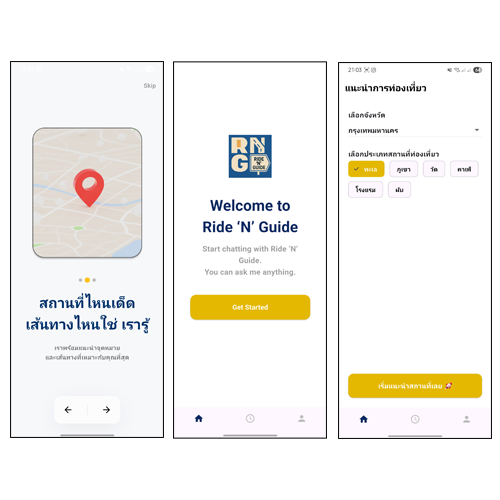 Skip
สถานที่ไหนเด็ด
เส้นทางไหนใช่ เรารู้
เราพร้อมแนะนำจุดหมาย
และเส้นทางที่เหมาะกับคุณที่สุด
RN
G
RIDE
'N'
GUIDE
Welcome to
Ride ‘N’ Guide
Start chatting with Ride ‘N’
Guide.
You can ask me anything.
Get Started
21:03
แนะนำการท่องเที่ยว
เลือกจังหวัด
กรุงเทพมหานคร
เลือกประเภทสถานที่ท่องเที่ยว
ทะเล ภูเขา วัด คาเฟ่
โรงแรม ผับ
เริ่มแนะนำสถานที่เลย 🚀